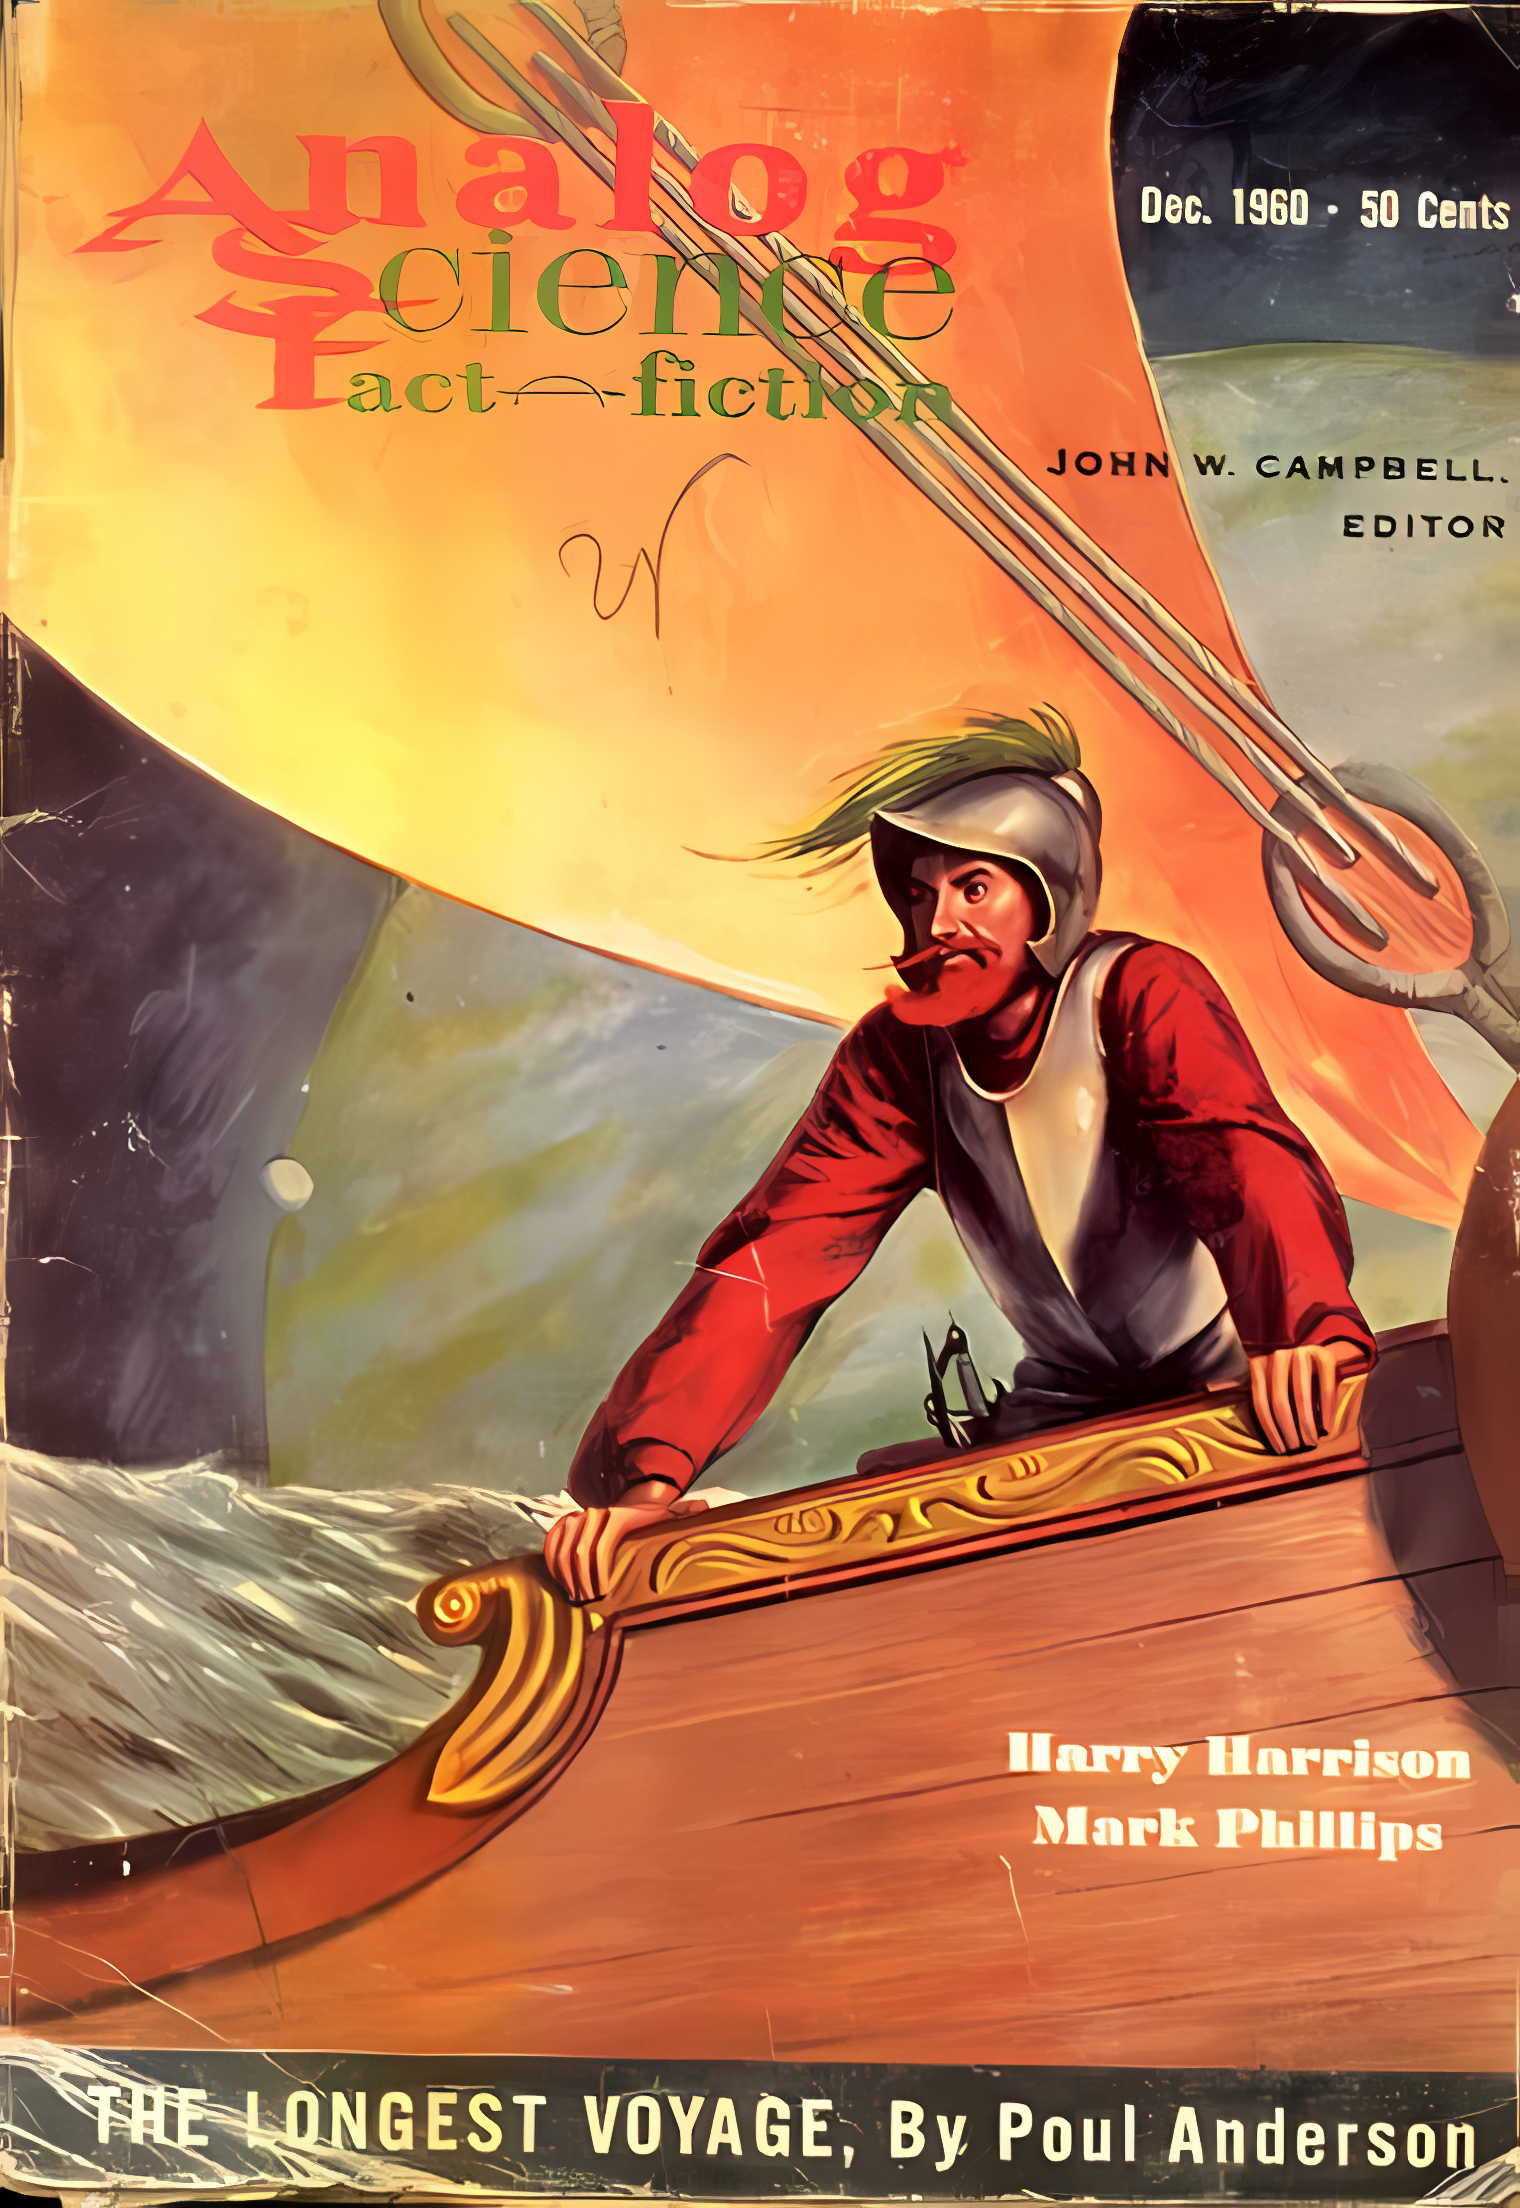 Analog
Science
Fact⌒fiction
Dec. 1960 · 50 Cents
JOHN W. CAMPBELL.
EDITOR
Harry Harrison
Mark Phillips
THE LONGEST VOYAGE, By Poul Anderson